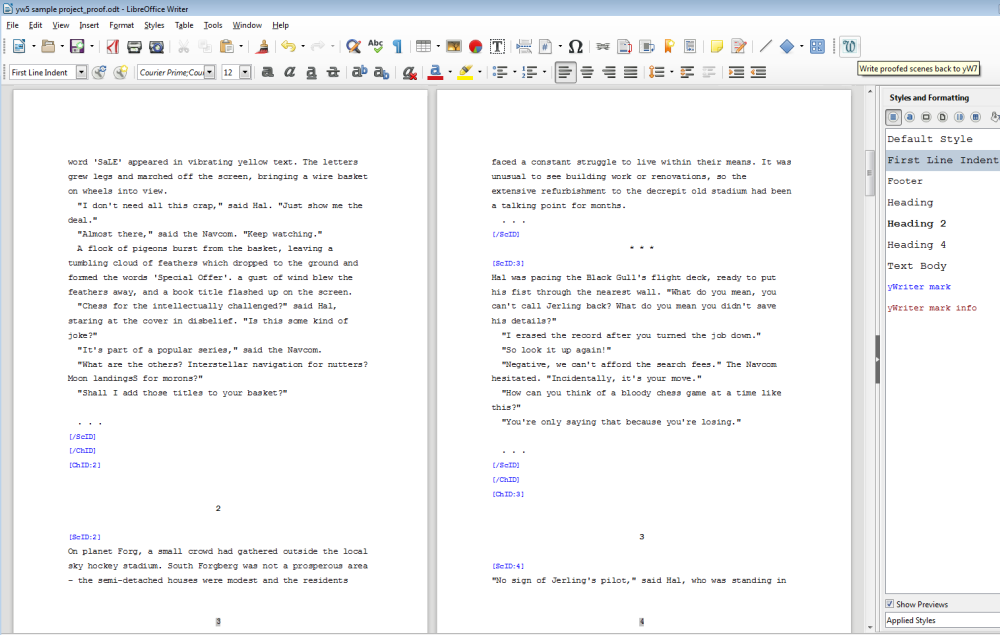 yw5 sample project_proof.odt - LibreOffice Writer
File Edit View Insert Format Styles Table Tools Window Help
First Line Indent
Courier Prime;Cour
12
Write proofed scenes back to yW7
word 'SaLE' appeared in vibrating yellow text. The letters
grew legs and marched off the screen, bringing a wire basket
on wheels into view.
"I don't need all this crap," said Hal. "Just show me the
deal."
"Almost there," said the Navcom. "Keep watching."
A flock of pigeons burst from the basket, leaving a
tumbling cloud of feathers which dropped to the ground and
formed the words 'Special Offer'. a gust of wind blew the
feathers away, and a book title flashed up on the screen.
"Chess for the intellectually challenged?" said Hal,
staring at the cover in disbelief. "Is this some kind of
joke?"
"It's part of a popular series," said the Navcom.
"What are the others? Interstellar navigation for nutters?
Moon landingsS for morons?"
"Shall I add those titles to your basket?"
. . .
[/ScID]
[/ChID]
[ChID:2]
2
[ScID:2]
On planet Forg, a small crowd had gathered outside the local
sky hockey stadium. South Forgberg was not a prosperous area
- the semi-detached houses were modest and the residents
3
faced a constant struggle to live within their means. It was
unusual to see building work or renovations, so the
extensive refurbishment to the decrepit old stadium had been
a talking point for months.
. . .
[/ScID]
* * *
[ScID:3]
Hal was pacing the Black Gull's flight deck, ready to put
his fist through the nearest wall. "What do you mean, you
can't call Jerling back? What do you mean you didn't save
his details?"
"I erased the record after you turned the job down."
"So look it up again!"
"Negative, we can't afford the search fees." The Navcom
hesitated. "Incidentally, it's your move."
"How can you think of a bloody chess game at a time like
this?"
"You're only saying that because you're losing."
. . .
[/ScID]
[/ChID]
[ChID:3]
3
[ScID:4]
"No sign of Jerling's pilot," said Hal, who was standing in
4
Styles and Formatting
Default Style
First Line Indent
Footer
Heading
Heading 2
Heading 4
Text Body
yWriter mark
yWriter mark info
Show Previews
Applied Styles